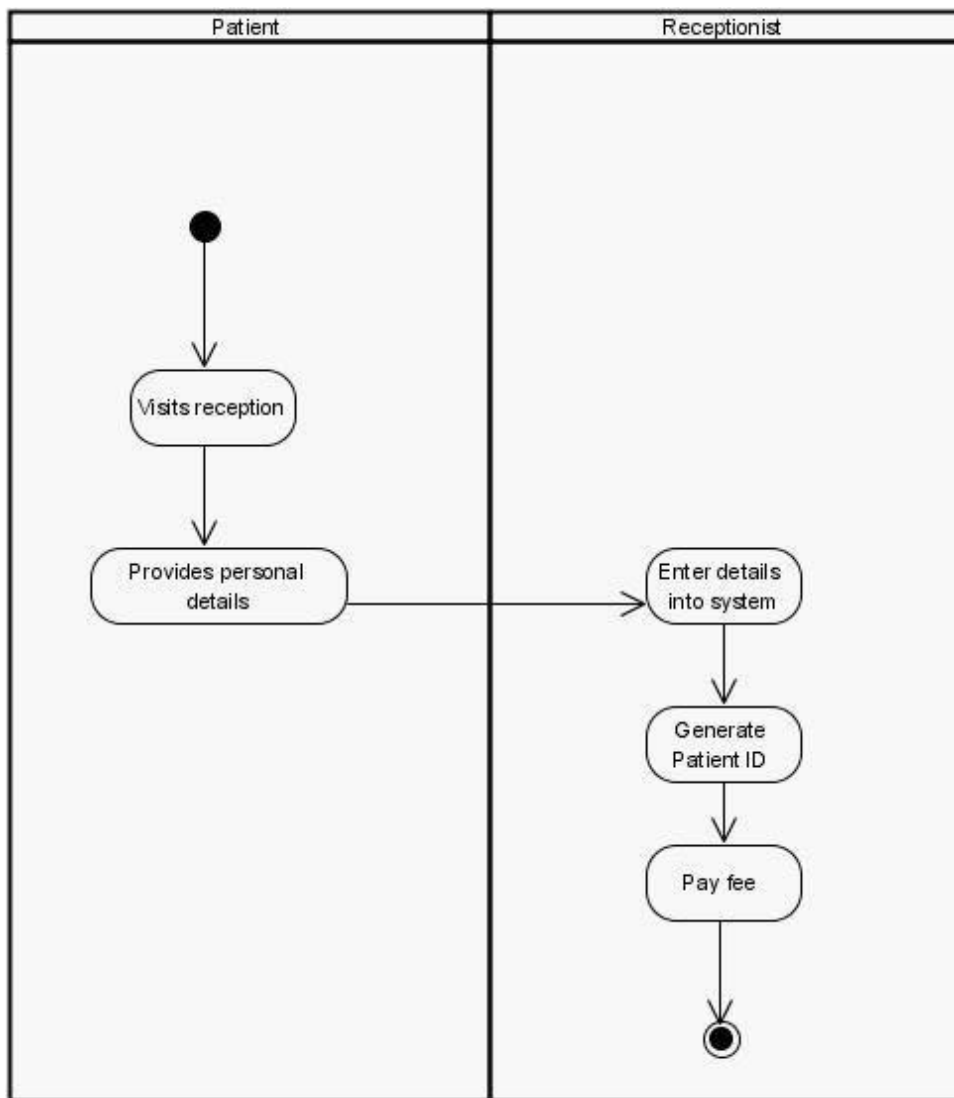 Patient
Receptionist
Visits reception
Provides personal
details
Enter details
into system
Generate
Patient ID
Pay fee